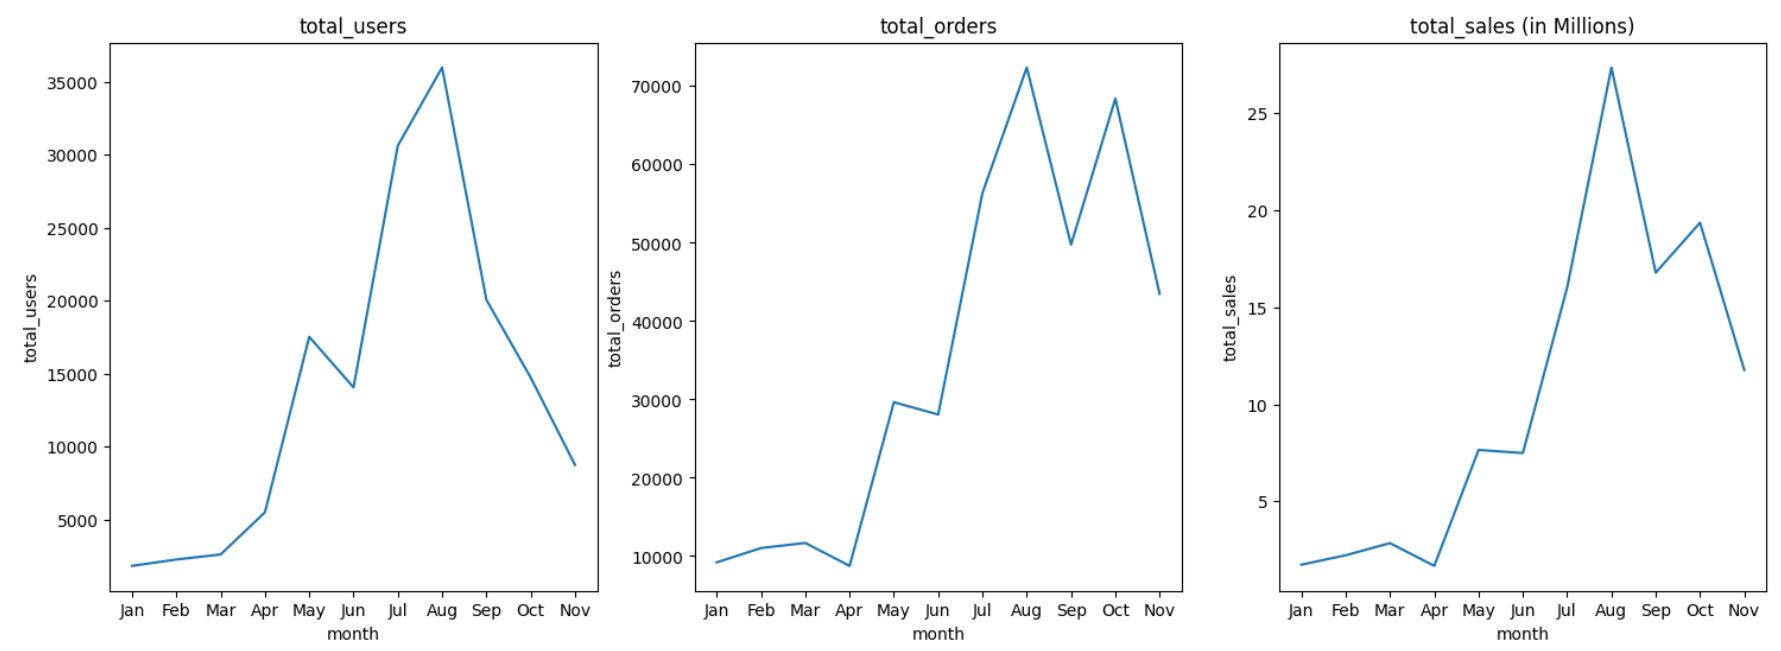 total_users
total_orders
total_sales (in Millions)
35000
30000
25000
20000
15000
10000
5000
total_users
Jan Feb Mar Apr May Jun Jul Aug Sep Oct Nov
month
70000
60000
50000
40000
30000
20000
10000
total_orders
Jan Feb Mar Apr May Jun Jul Aug Sep Oct Nov
month
25
20
15
10
5
total_sales
Jan Feb Mar Apr May Jun Jul Aug Sep Oct Nov
month